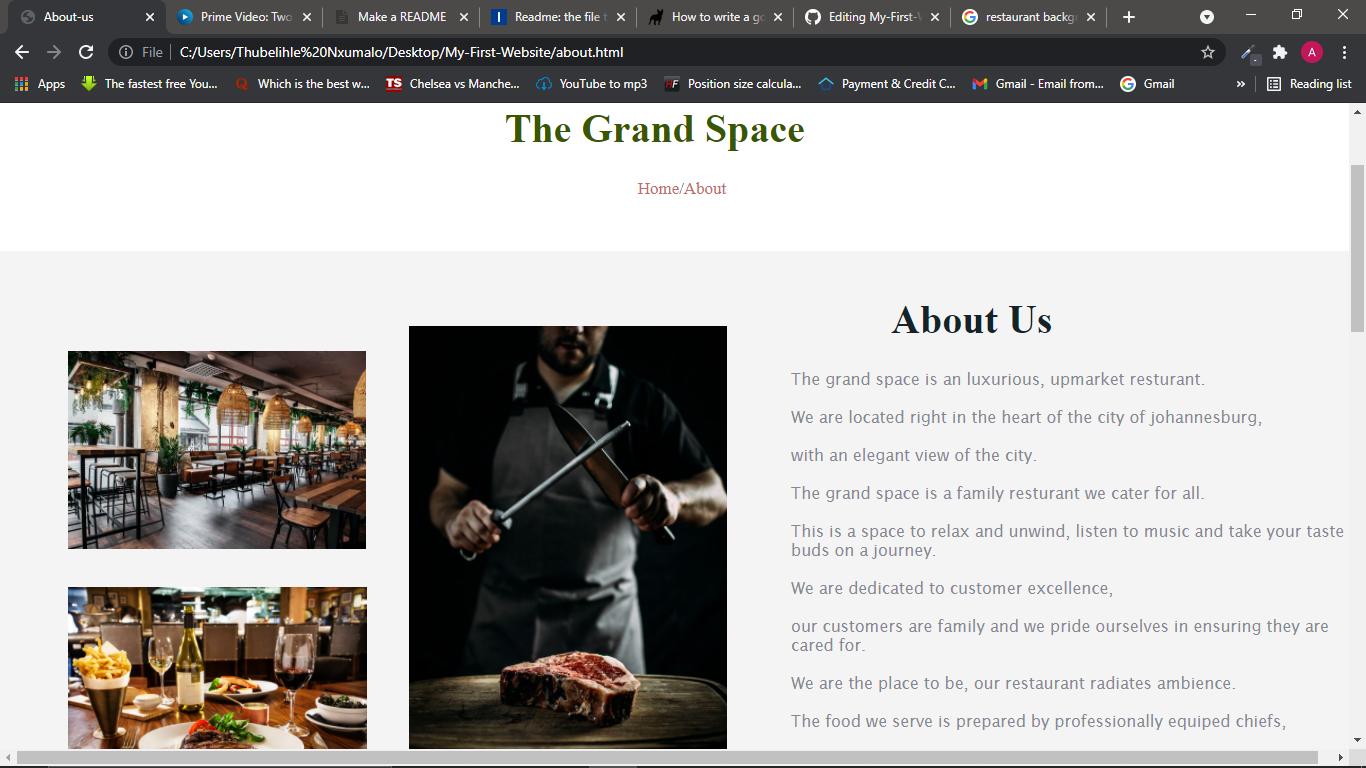 About-us
Prime Video: Two
Make a README
Readme: the file t
How to write a go
Editing My-First-W
restaurant backg
File
C:/Users/Thubelihle%20Nxumalo/Desktop/My-First-Website/about.html
A
Apps
The fastest free You...
Which is the best w...
TS
Chelsea vs Manche...
YouTube to mp3
Position size calcula...
Payment & Credit C...
Gmail - Email from...
Gmail
»
Reading list
The Grand Space
Home/About
About Us
The grand space is an luxurious, upmarket resturant.
We are located right in the heart of the city of johannesburg,
with an elegant view of the city.
The grand space is a family resturant we cater for all.
This is a space to relax and unwind, listen to music and take your taste
buds on a journey.
We are dedicated to customer excellence,
our customers are family and we pride ourselves in ensuring they are
cared for.
We are the place to be, our restaurant radiates ambience.
The food we serve is prepared by professionally equiped chiefs,